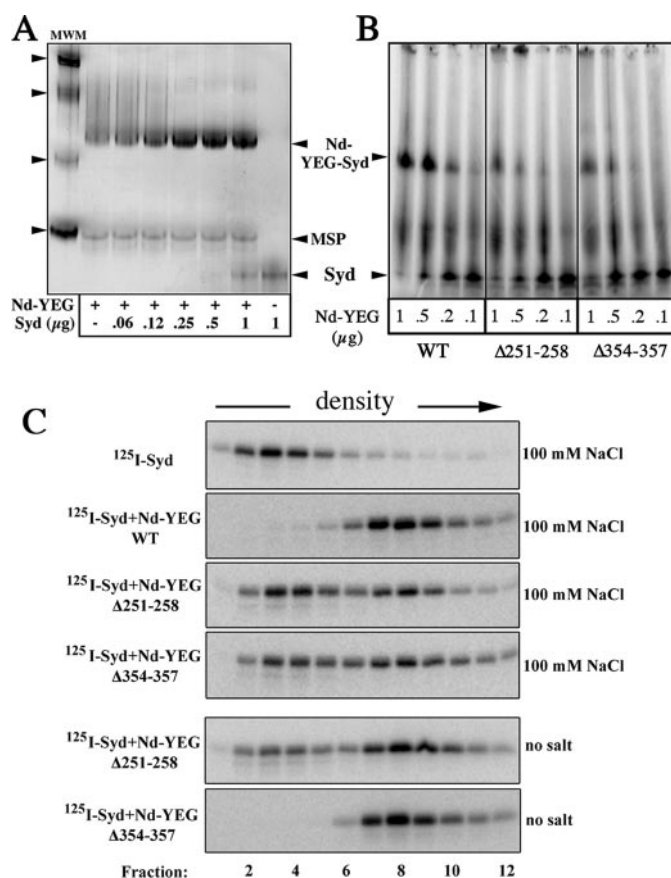 A
MWM
Nd-
YEG-Syd
MSP
Syd
Nd-YEG + + + + + + -
Syd (µg) - .06 .12 .25 .5 1 1
B
Nd-YEG
(µg)
1 .5 .2 .1 1 .5 .2 .1 1 .5 .2 .1
WT Δ251-258 Δ354-357
C
density
125I-Syd
100 mM NaCl
125I-Syd+Nd-YEG
WT
100 mM NaCl
125I-Syd+Nd-YEG
Δ251-258
100 mM NaCl
125I-Syd+Nd-YEG
Δ354-357
100 mM NaCl
125I-Syd+Nd-YEG
Δ251-258
no salt
125I-Syd+Nd-YEG
Δ354-357
no salt
Fraction: 2 4 6 8 10 12